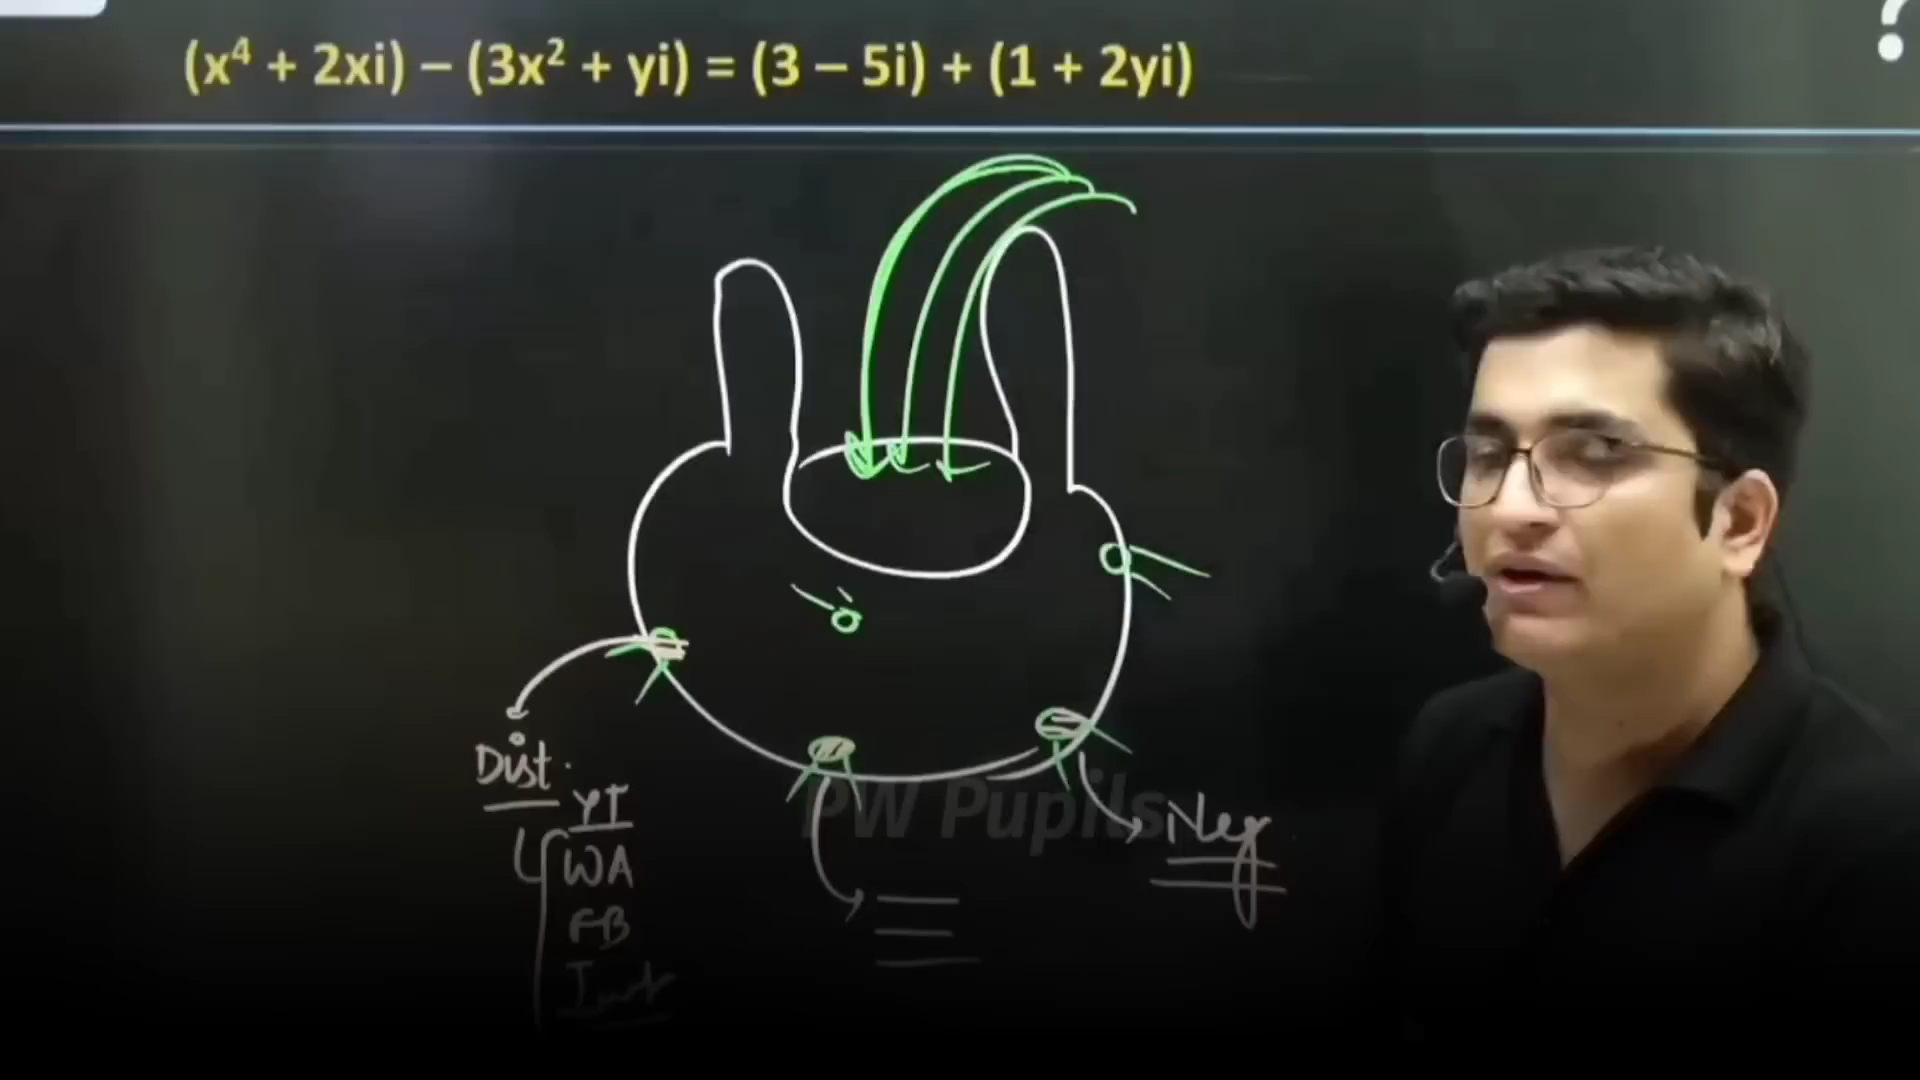 (x⁴ + 2xi) – (3x² + yi) = (3 – 5i) + (1 + 2yi)
?
Dist.
YT
WA
FB
PW Pupils
Neg